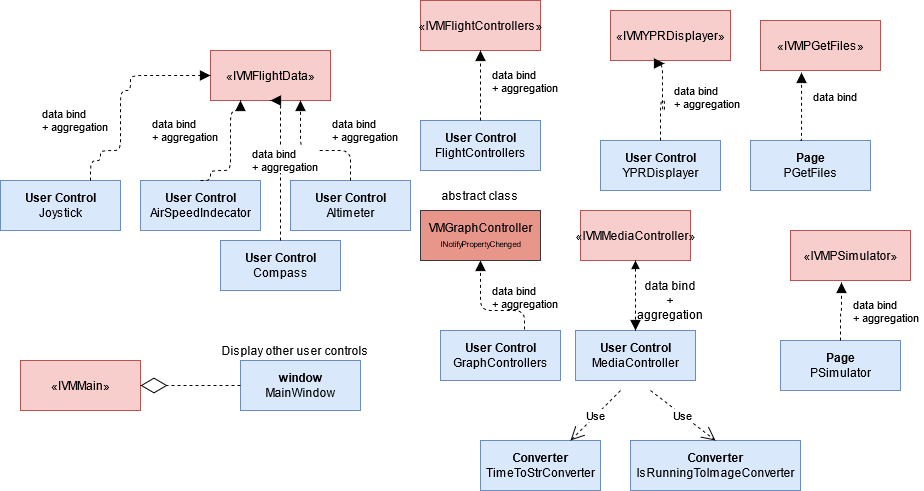 «IVMFlightControllers»
«IVMYPRDisplayer»
«IVMPGetFiles»
«IVMFlightData»
data bind
+ aggregation
data bind
+ aggregation
data bind
data bind
+ aggregation
data bind
+ aggregation
data bind
+ aggregation
data bind
+ aggregation
User Control
FlightControllers
User Control
YPRDisplayer
Page
PGetFiles
User Control
Joystick
User Control
AirSpeedIndecator
User Control
Altimeter
abstract class
VMGraphController
INotifyPropertyChenged
«IVMMediaController»
«IVMPSimulator»
User Control
Compass
data bind
+ aggregation
data bind
+
aggregation
data bind
+ aggregation
User Control
GraphControllers
User Control
MediaController
Page
PSimulator
Display other user controls
«IVMMain»
window
MainWindow
Use
Use
Converter
TimeToStrConverter
Converter
IsRunningToImageConverter